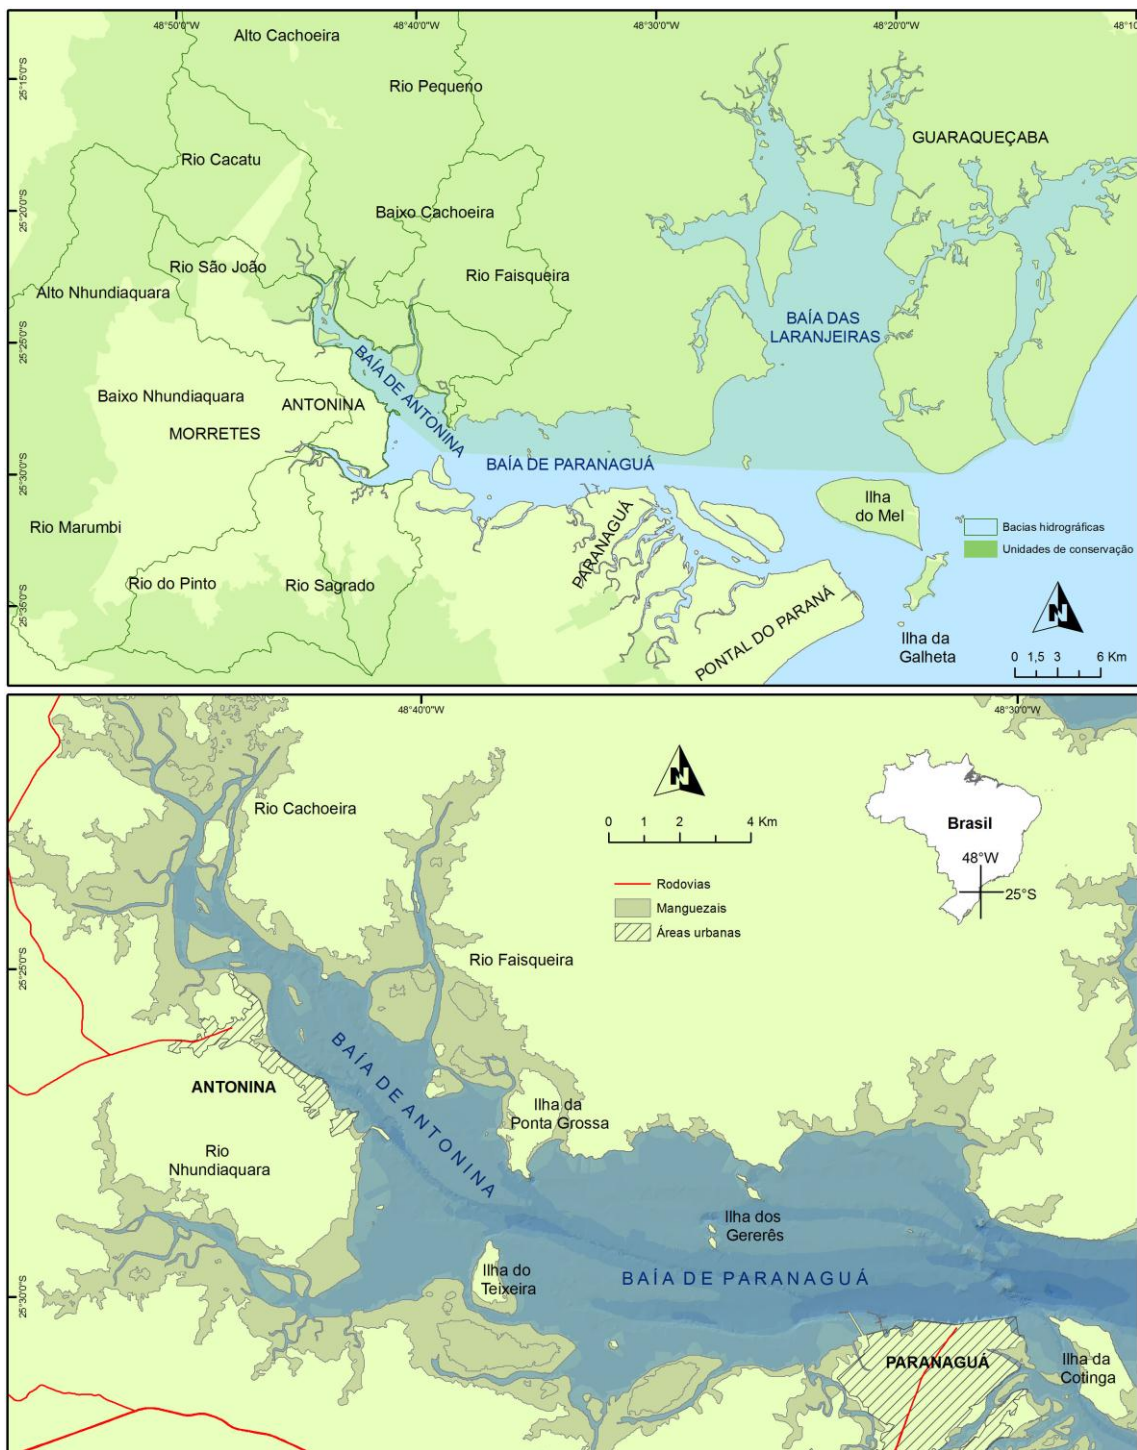 48°50'0"W
48°40'0"W
48°30'0"W
48°20'0"W
48°10'
Alto Cachoeira
25°15'0"S
Rio Pequeno
GUARAQUEÇABA
Rio Cacatu
25°20'0"S
Baixo Cachoeira
Rio São João
Rio Faisqueira
Alto Nhundiaquara
BAÍA DAS
LARANJEIRAS
25°25'0"S
BAÍA DE ANTONINA
Baixo Nhundiaquara
ANTONINA
MORRETES
BAÍA DE PARANAGUÁ
25°30'0"S
Ilha
do Mel
Rio Marumbi
PARANAGUÁ
Bacias hidrográficas
Unidades de conservação
Rio do Pinto
Rio Sagrado
25°35'0"S
PONTAL DO PARANÁ
Ilha da
Galheta
N
0 1,5 3 6 Km
48°40'0"W
48°30'0"W
N
Rio Cachoeira
0 1 2 4 Km
Brasil
48°W
25°S
Rodovias
Manguezais
Áreas urbanas
Rio Faisqueira
25°25'0"S
BAÍA DE ANTONINA
ANTONINA
Ilha da
Ponta Grossa
Rio
Nhundiaquara
Ilha dos
Gererês
Ilha do
Teixeira
BAÍA DE PARANAGUÁ
25°30'0"S
PARANAGUÁ
Ilha da
Cotinga